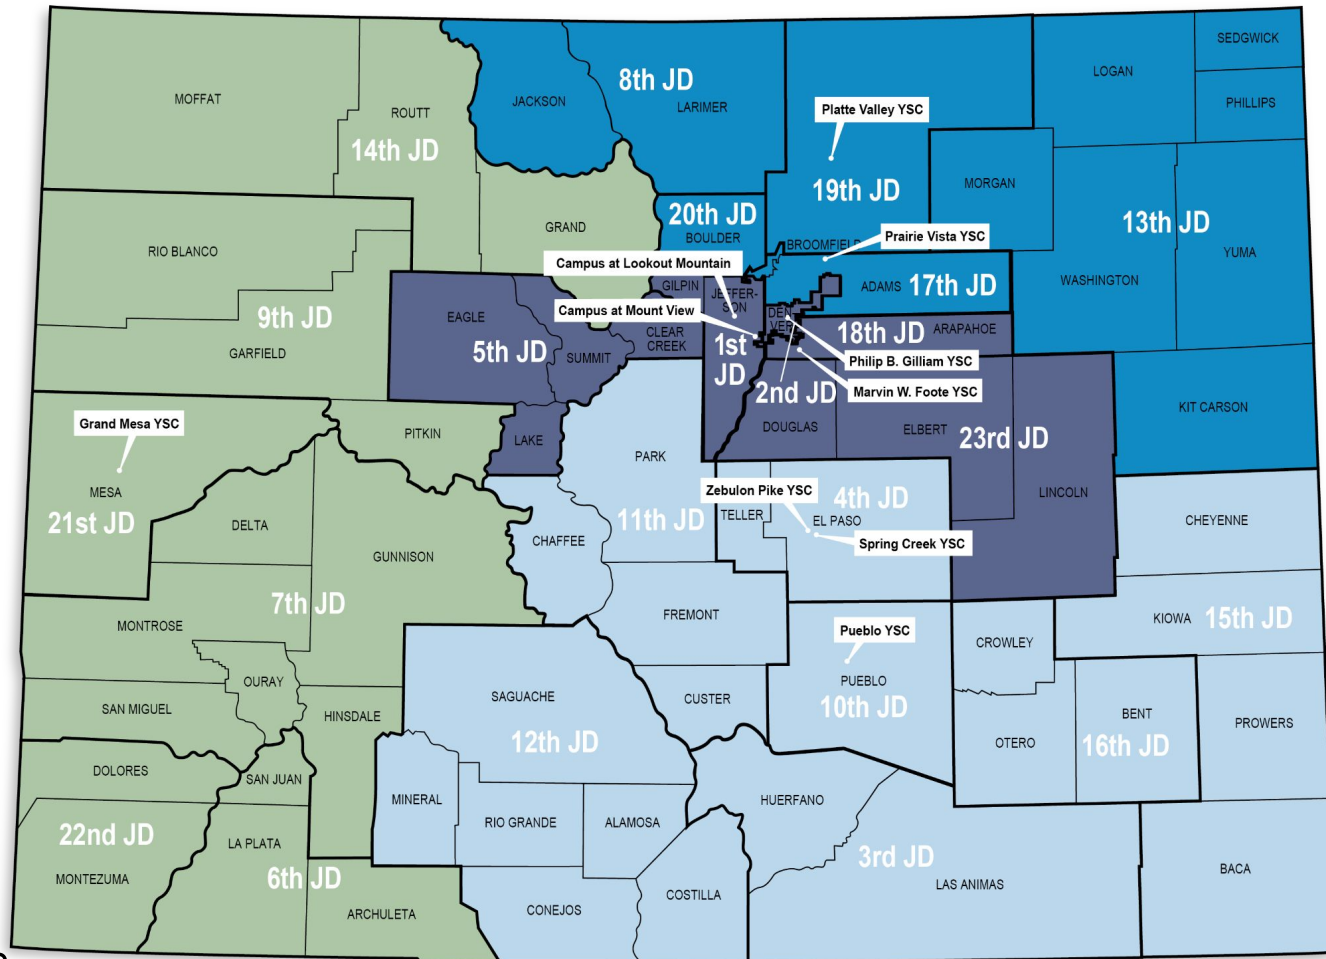 MOFFAT
ROUTT
14th JD
JACKSON
8th JD
LARIMER
LOGAN
SEDGWICK
PHILLIPS
Platte Valley YSC
19th JD
MORGAN
13th JD
YUMA
WASHINGTON
RIO BLANCO
GRAND
20th JD
BOULDER
BROOMFIELD
Prairie Vista YSC
Campus at Lookout Mountain
GILPIN
JEFFER-
SON
ADAMS
17th JD
9th JD
GARFIELD
EAGLE
5th JD
SUMMIT
Campus at Mount View
CLEAR
CREEK
1st
JD
DEN
VER
18th JD
ARAPAHOE
Philip B. Gilliam YSC
2nd JD
Marvin W. Foote YSC
KIT CARSON
Grand Mesa YSC
PITKIN
LAKE
PARK
DOUGLAS
ELBERT
23rd JD
MESA
21st JD
DELTA
GUNNISON
CHAFFEE
11th JD
Zebulon Pike YSC
TELLER
4th JD
EL PASO
Spring Creek YSC
LINCOLN
CHEYENNE
7th JD
MONTROSE
FREMONT
Pueblo YSC
PUEBLO
10th JD
CROWLEY
KIOWA
15th JD
OURAY
SAN MIGUEL
HINSDALE
SAGUACHE
12th JD
CUSTER
OTERO
BENT
16th JD
PROWERS
DOLORES
SAN JUAN
MINERAL
RIO GRANDE
ALAMOSA
HUERFANO
22nd JD
MONTEZUMA
LA PLATA
6th JD
ARCHULETA
CONEJOS
COSTILLA
3rd JD
LAS ANIMAS
BACA